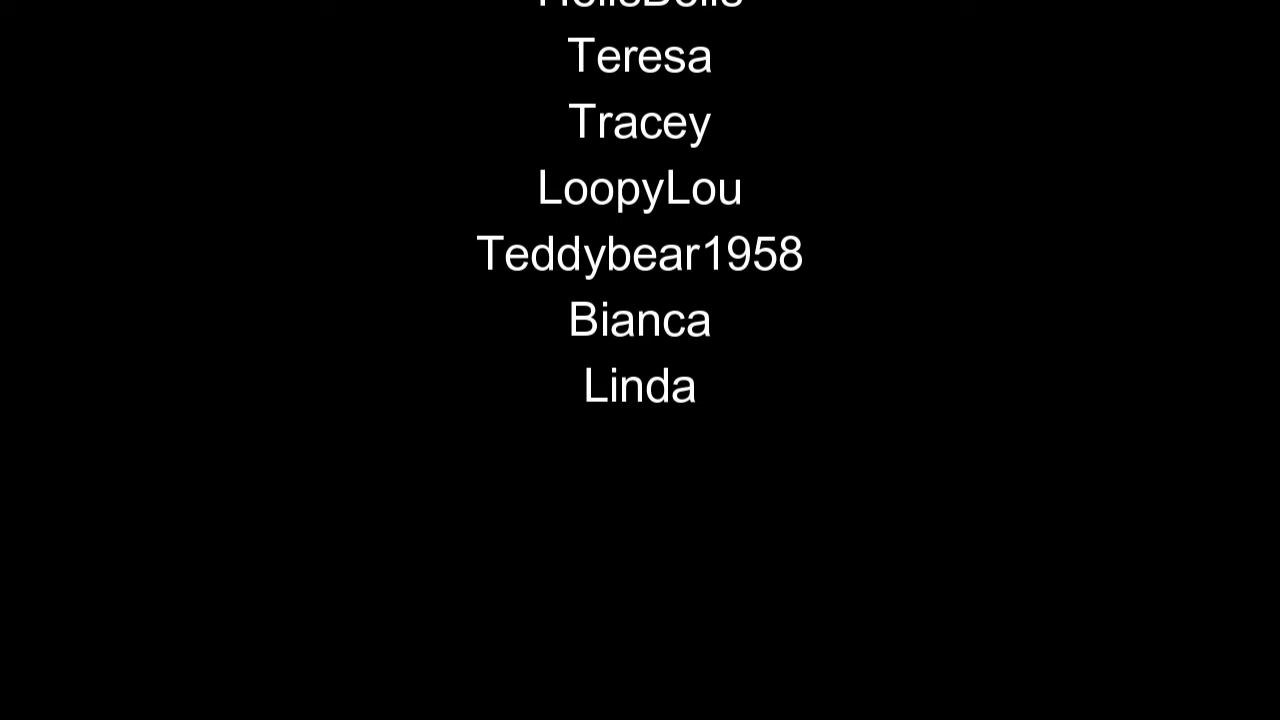 Teresa
Tracey
LoopyLou
Teddybear1958
Bianca
Linda